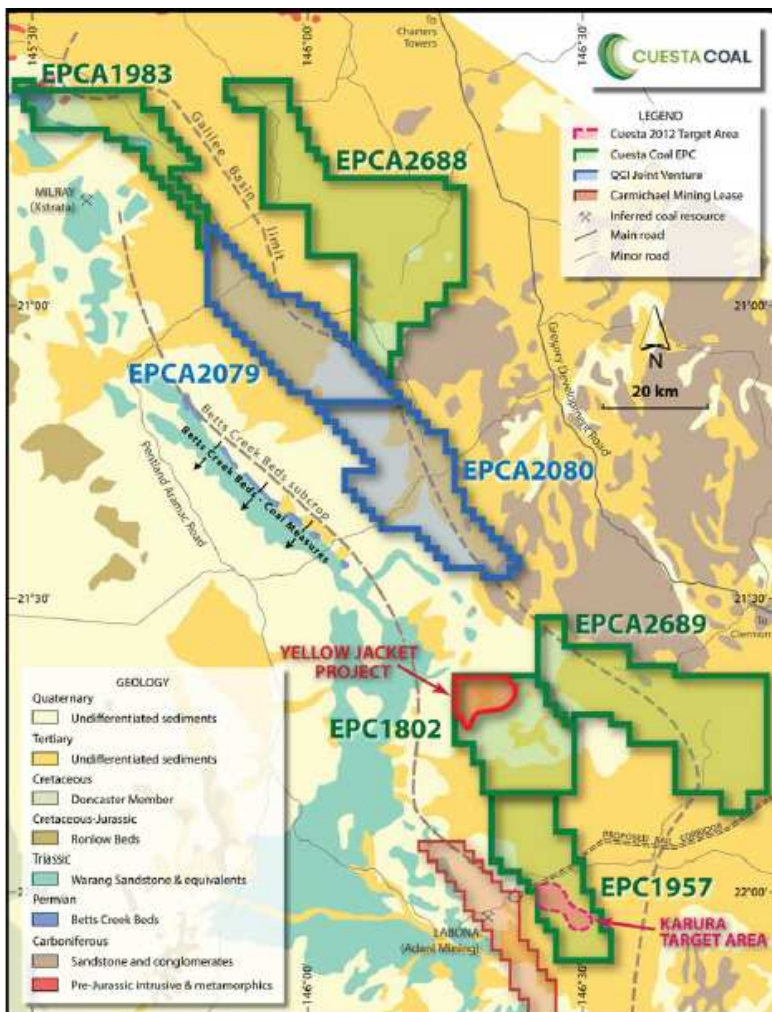 145°30'
146°00'
To
Charters
Towers
146°30'
CUESTA COAL
LEGEND
Cuesta 2012 Target Area
Cuesta Coal EPC
QCI Joint Venture
Carmichael Mining Lease
Inferred coal resource
Main road
Minor road
EPCA1983
Galilee Basin limit
EPCA2688
MILRAY
(Xstrata)
21°00'
21°00'
N
20 km
Gregory Development Road
EPCA2079
Betts Creek Beds subcrop
Betts Creek Beds - Coal Measures
Pentland Aramac Road
EPCA2080
21°30'
21°30'
To
Clermont
EPCA2689
YELLOW JACKET
PROJECT
EPC1802
GEOLOGY
Quaternary
Undifferentiated sediments
Tertiary
Undifferentiated sediments
Cretaceous
Doncaster Member
Cretaceous-Jurassic
Ronlow Beds
Triassic
Warang Sandstone & equivalents
Permian
Betts Creek Beds
Carboniferous
Sandstone and conglomerates
Pre-Jurassic intrusive & metamorphics
PROPOSED RAIL CORRIDOR
EPC1957
22°00'
22°00'
LABONA
(Adani Mining)
KARURA
TARGET AREA
146°00'
146°30'